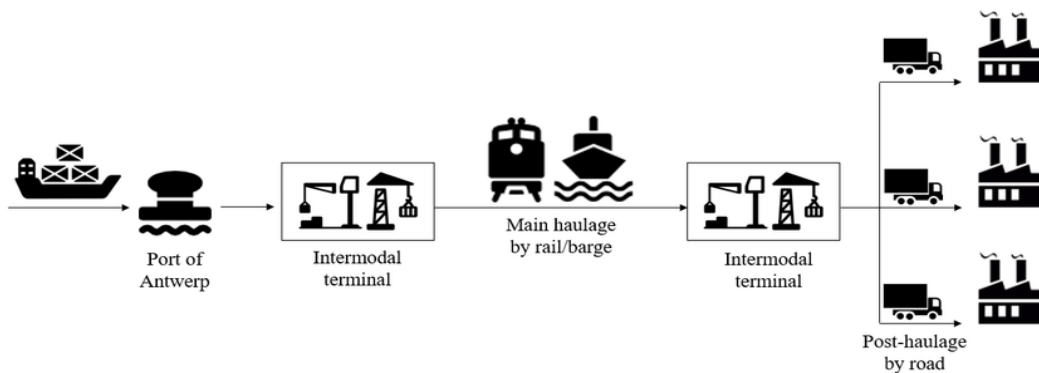 Port of
Antwerp
Intermodal
terminal
Main haulage
by rail/barge
Intermodal
terminal
Post-haulage
by road